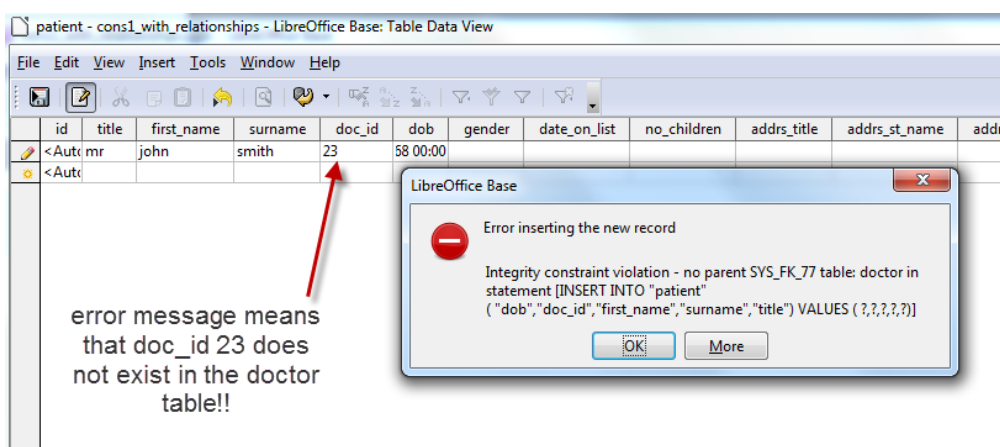 patient - cons1_with_relationships - LibreOffice Base: Table Data View
File Edit View Insert Tools Window Help
id title first_name surname doc_id dob gender date_on_list no_children addrs_title addrs_st_name addr
<Auto mr john smith 23 58 00:00
<Auto
LibreOffice Base
Error inserting the new record
Integrity constraint violation - no parent SYS_FK_77 table: doctor in
statement [INSERT INTO "patient"
( "dob","doc_id","first_name","surname","title") VALUES ( ?,?,?,?,?)]
OK More
error message means
that doc_id 23 does
not exist in the doctor
table!!